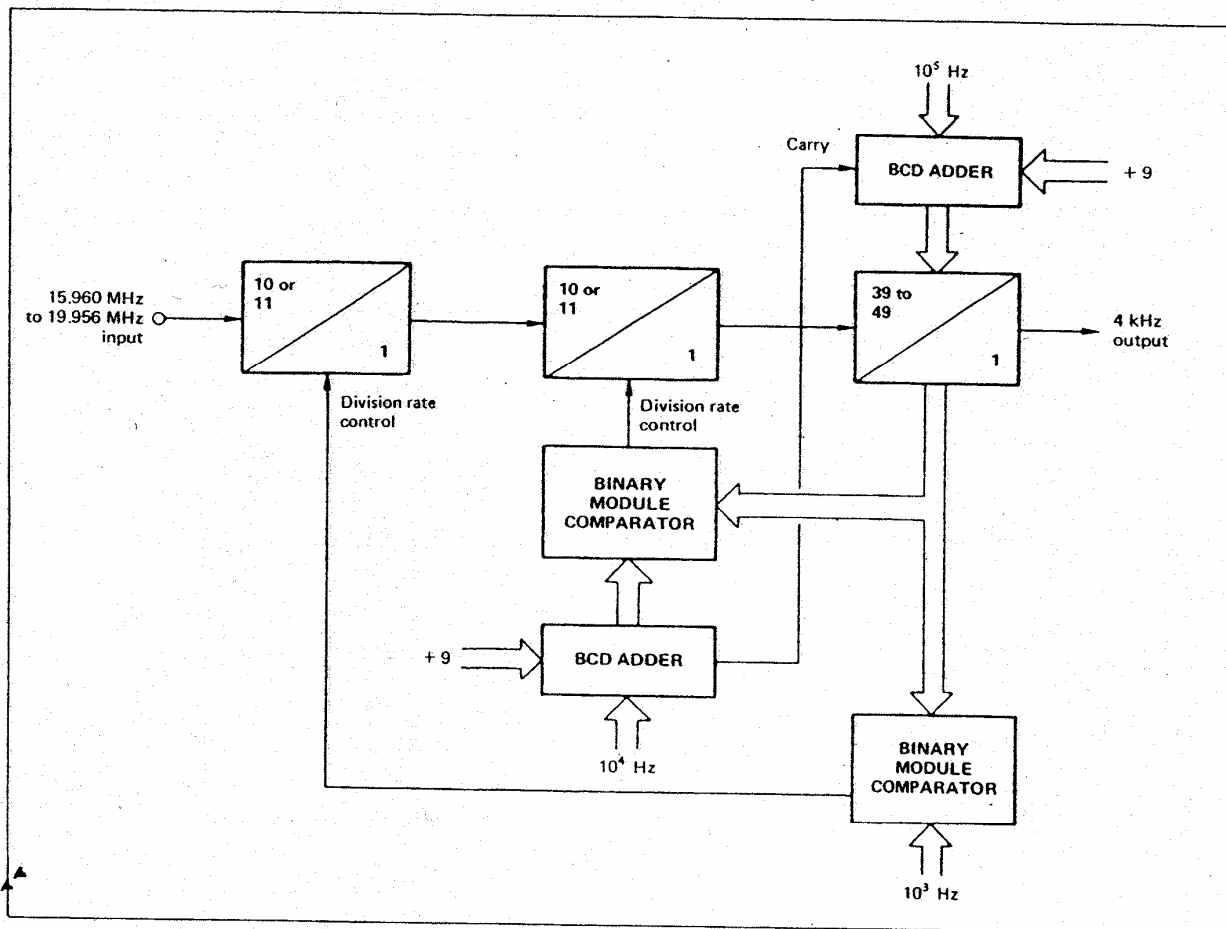 10⁵ Hz
Carry
BCD ADDER
+ 9
15.960 MHz
to 19.956 MHz
input
10 or
11
1
10 or
11
1
39 to
49
1
4 kHz
output
Division rate
control
Division rate
control
BINARY
MODULE
COMPARATOR
+ 9
BCD ADDER
10⁴ Hz
BINARY
MODULE
COMPARATOR
10³ Hz